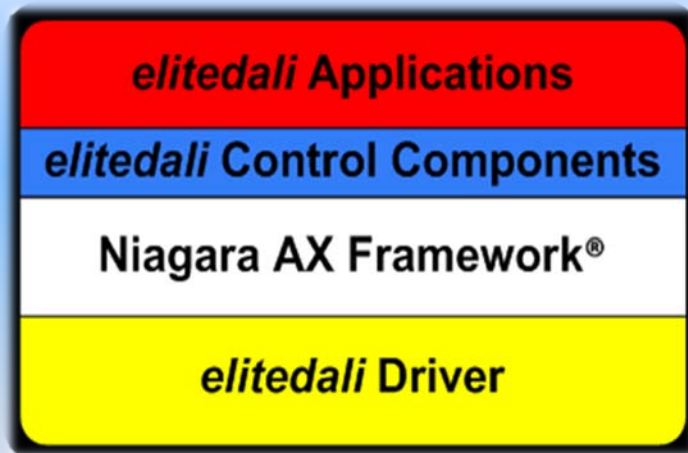 elitedali Applications
elitedali Control Components
Niagara AX Framework®
elitedali Driver